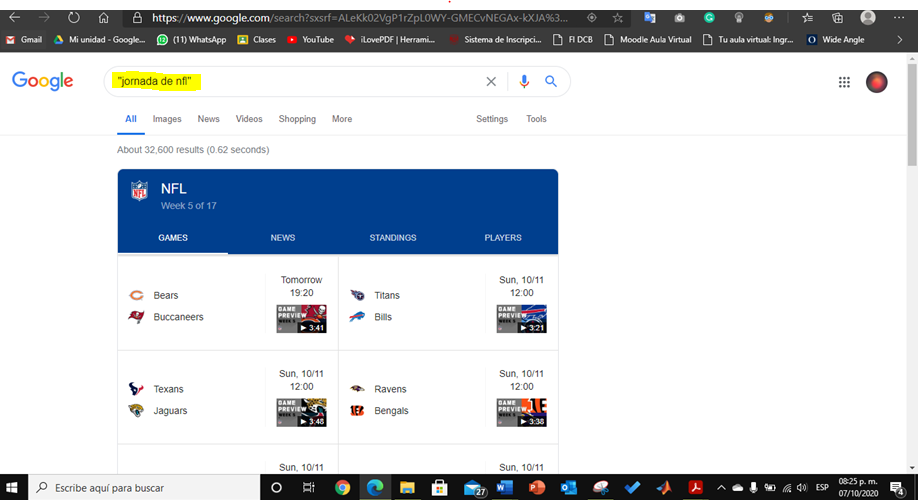 https://www.google.com/search?sxsrf=ALeKk02VgP1rZpL0WY-GMECvNEGAx-kXJA%3...
Gmail Mi unidad - Google... (11) WhatsApp Clases YouTube iLovePDF | Herrami... Sistema de Inscripci... FI DCB Moodle Aula Virtual Tu aula virtual: Ingr... Wide Angle
Google "jornada de nfl"
All Images News Videos Shopping More Settings Tools
About 32,600 results (0.62 seconds)
NFL
Week 5 of 17
GAMES NEWS STANDINGS PLAYERS
Bears
Buccaneers
Tomorrow
19:20
GAME
PREVIEW
3:41
Titans
Bills
Sun, 10/11
12:00
GAME
PREVIEW
3:21
Texans
Jaguars
Sun, 10/11
12:00
GAME
PREVIEW
3:48
Ravens
Bengals
Sun, 10/11
12:00
GAME
PREVIEW
3:38
Sun, 10/11
Sun, 10/11
Escribe aquí para buscar
27
ESP
08:25 p. m.
07/10/2020
4